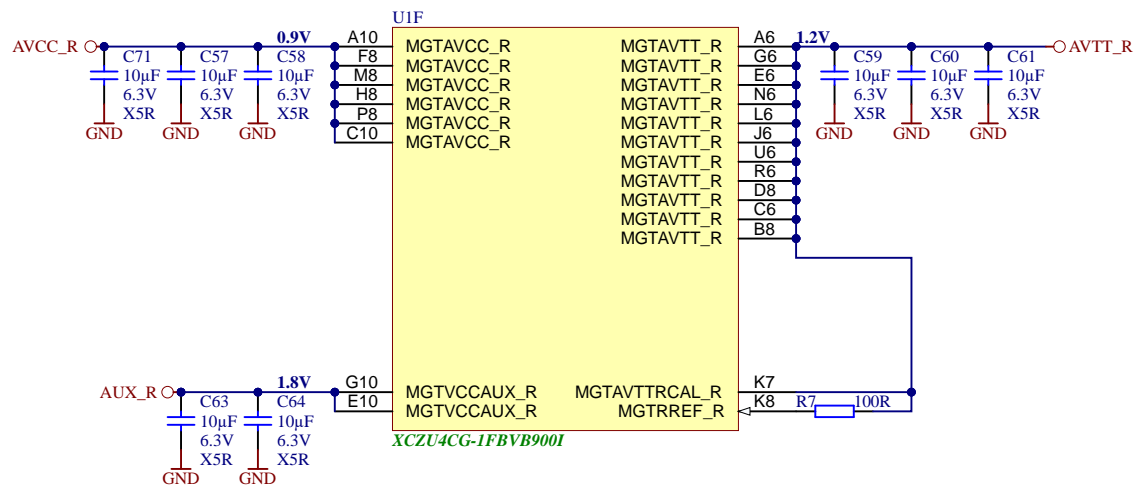 U1F
AVCC_R
0.9V
C71
10µF
6.3V
X5R
GND
C57
10µF
6.3V
X5R
GND
C58
10µF
6.3V
X5R
GND
A10
F8
M8
H8
P8
C10
MGTAVCC_R
MGTAVCC_R
MGTAVCC_R
MGTAVCC_R
MGTAVCC_R
MGTAVCC_R
MGTAVTT_R
MGTAVTT_R
MGTAVTT_R
MGTAVTT_R
MGTAVTT_R
MGTAVTT_R
MGTAVTT_R
MGTAVTT_R
MGTAVTT_R
MGTAVTT_R
MGTAVTT_R
A6
G6
E6
N6
L6
J6
U6
R6
D8
C6
B8
1.2V
C59
10µF
6.3V
X5R
GND
C60
10µF
6.3V
X5R
GND
C61
10µF
6.3V
X5R
GND
AVTT_R
AUX_R
1.8V
C63
10µF
6.3V
X5R
GND
C64
10µF
6.3V
X5R
GND
G10
E10
MGTVCCAUX_R
MGTVCCAUX_R
MGTAVTTRCAL_R
MGTRREF_R
K7
K8
R7
100R
XCZU4CG-1FBVB900I